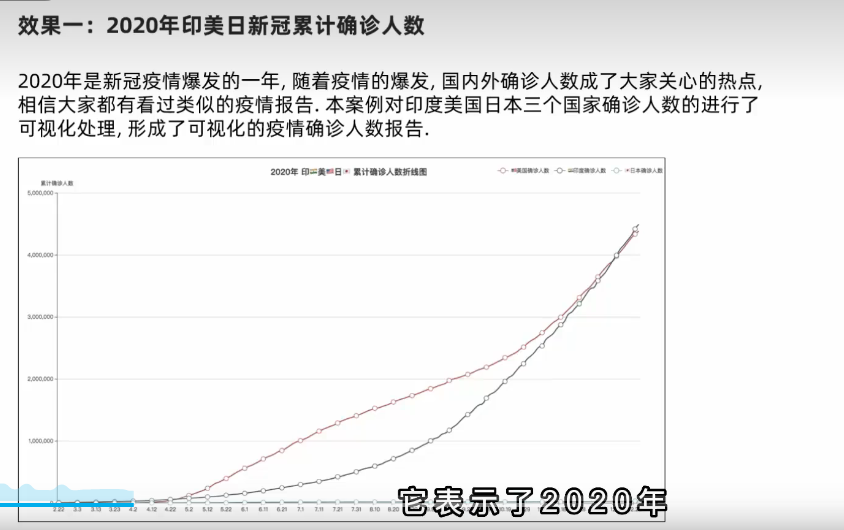 效果一：2020年印美日新冠累计确诊人数
2020年是新冠疫情爆发的一年, 随着疫情的爆发, 国内外确诊人数成了大家关心的热点,
相信大家都有看过类似的疫情报告. 本案例对印度美国日本三个国家确诊人数的进行了
可视化处理, 形成了可视化的疫情确诊人数报告.
2020年 印🇮🇳美🇺🇸日🇯🇵 累计确诊人数折线图
美国确诊人数 印度确诊人数 日本确诊人数
累计确诊人数
5,000,000
4,000,000
3,000,000
2,000,000
1,000,000
2.22 3.3 3.13 3.23 4.2 4.12 4.22 5.2 5.12 5.22 6.1 6.11 6.21 7.1 7.11 7.21 7.31 8.10 8.20
它表示了2020年